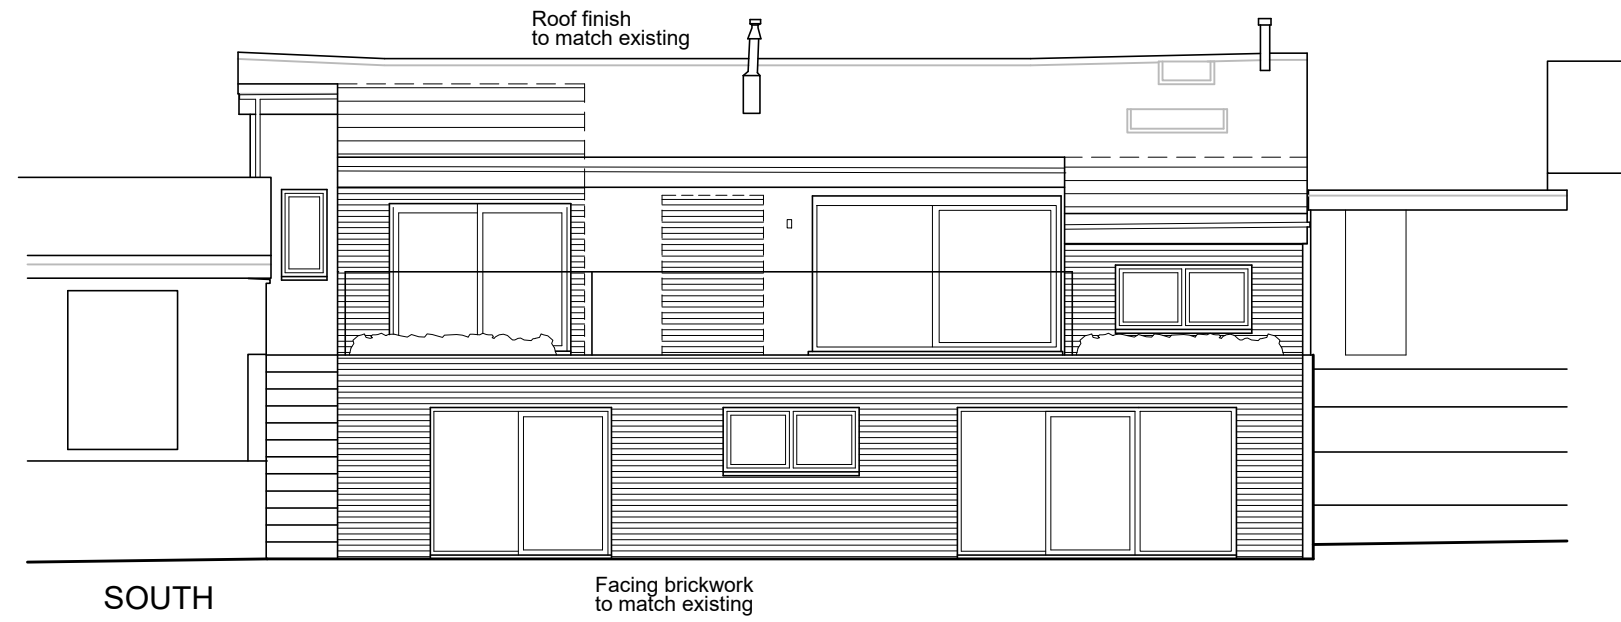 Roof finish
to match existing
SOUTH
Facing brickwork
to match existing